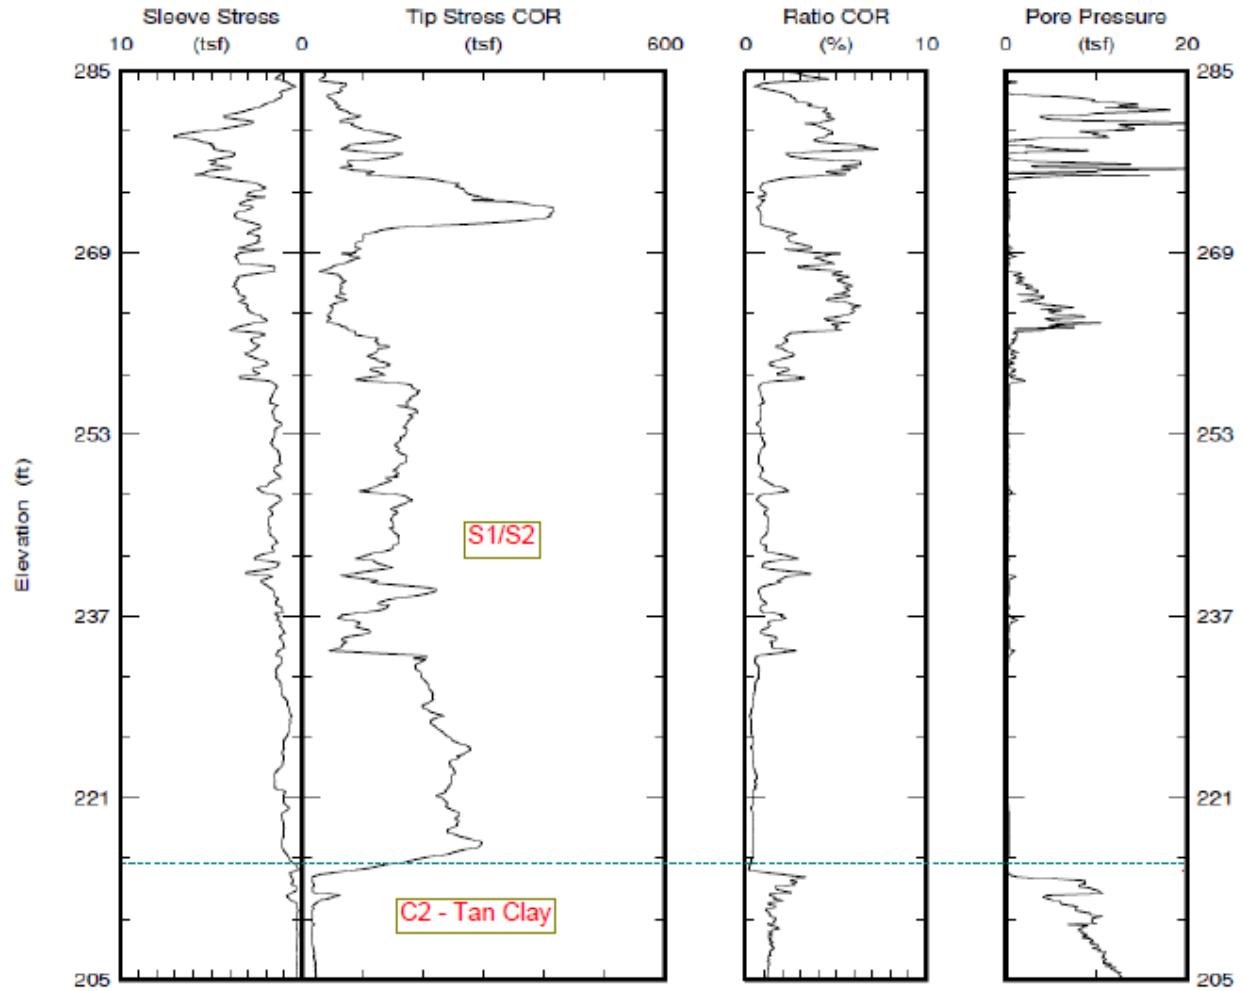 Sleeve Stress Tip Stress COR Ratio COR Pore Pressure
10 (tsf) 0 (tsf) 600 0 (%) 10 0 (tsf) 20
285 285
269 269
253 253
S1/S2
Elevation (ft)
237 237
221 221
C2 - Tan Clay
205 205